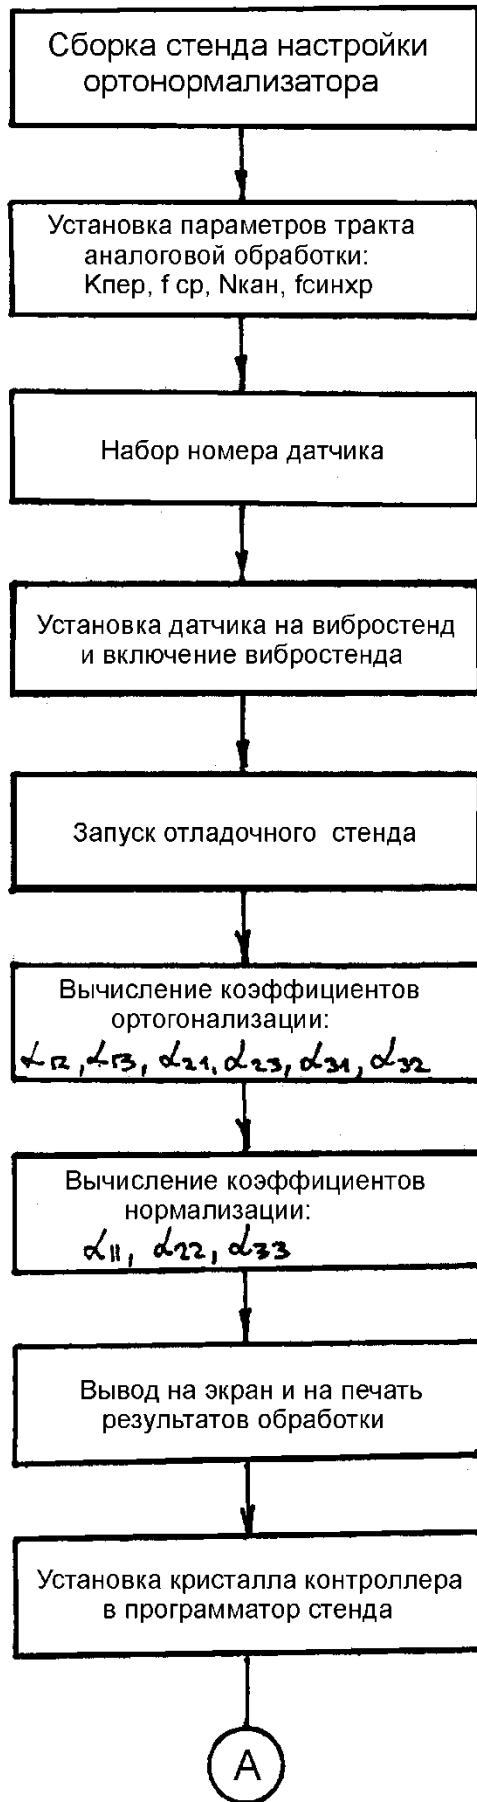 Сборка стенда настройки
ортонормализатора
Установка параметров тракта
аналоговой обработки:
Кпер, f ср, Nкан, fсинхр
Набор номера датчика
Установка датчика на вибростенд
и включение вибростенда
Запуск отладочного стенда
Вычисление коэффициентов
ортогонализации:
α12, α13, α21, α23, α31, α32
Вычисление коэффициентов
нормализации:
α11, α22, α33
Вывод на экран и на печать
результатов обработки
Установка кристалла контроллера
в программатор стенда
А